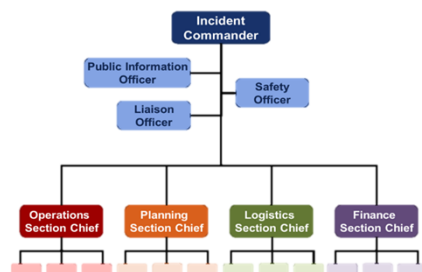 Incident
Commander
Public Information
Officer
Safety
Officer
Liaison
Officer
Operations
Section Chief
Planning
Section Chief
Logistics
Section Chief
Finance
Section Chief